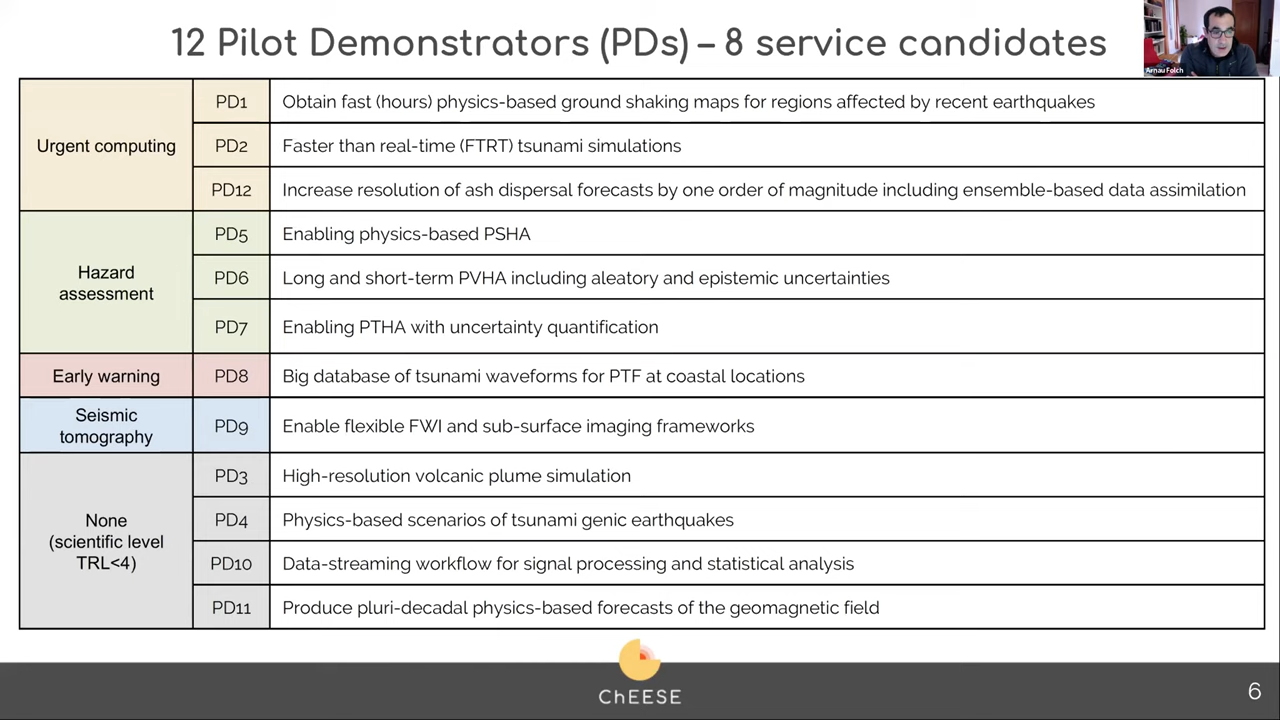 12 Pilot Demonstrators (PDs) – 8 service candidates
Arnau Folch
Urgent computing
PD1
Obtain fast (hours) physics-based ground shaking maps for regions affected by recent earthquakes
PD2
Faster than real-time (FTRT) tsunami simulations
PD12
Increase resolution of ash dispersal forecasts by one order of magnitude including ensemble-based data assimilation
Hazard
assessment
PD5
Enabling physics-based PSHA
PD6
Long and short-term PVHA including aleatory and epistemic uncertainties
PD7
Enabling PTHA with uncertainty quantification
Early warning
PD8
Big database of tsunami waveforms for PTF at coastal locations
Seismic
tomography
PD9
Enable flexible FWI and sub-surface imaging frameworks
None
(scientific level
TRL<4)
PD3
High-resolution volcanic plume simulation
PD4
Physics-based scenarios of tsunami genic earthquakes
PD10
Data-streaming workflow for signal processing and statistical analysis
PD11
Produce pluri-decadal physics-based forecasts of the geomagnetic field
ChEESE
6